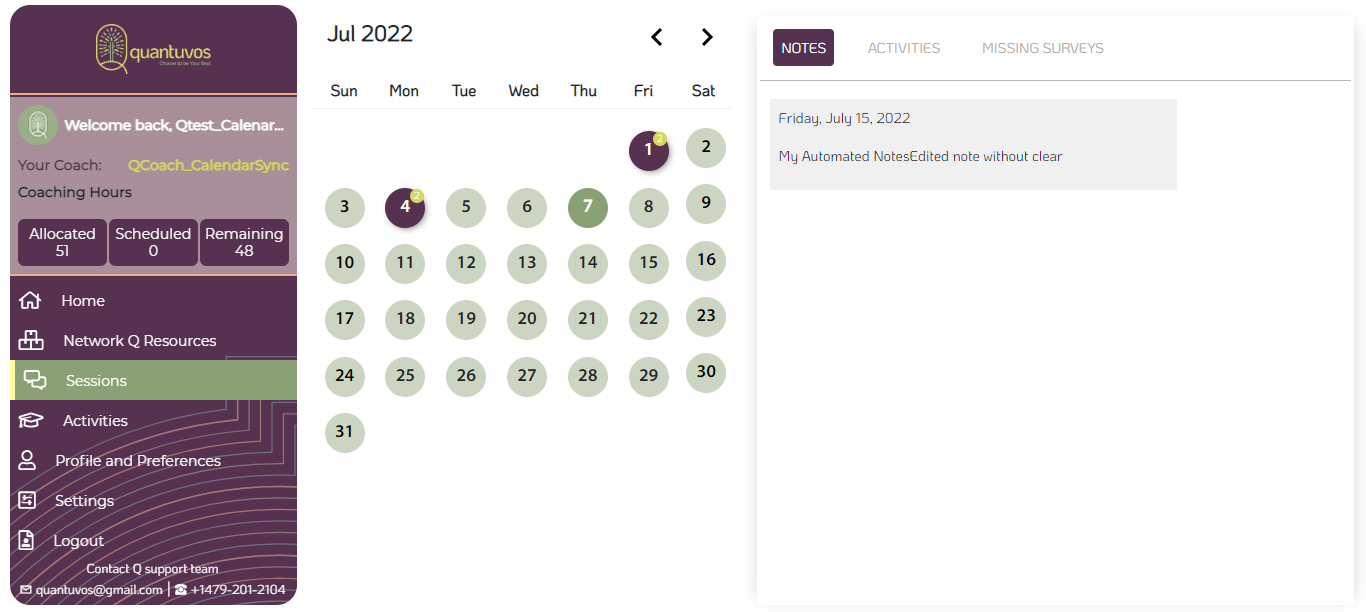 quantuvos
Choose to be Your Best
Welcome back, Qtest_Calenar...
Your Coach: QCoach_CalendarSync
Coaching Hours
Allocated Scheduled Remaining
51 0 48
Home
Network Q Resources
Sessions
Activities
Profile and Preferences
Settings
Logout
Contact Q support team
quantuvos@gmail.com | +1479-201-2104
Jul 2022
Sun Mon Tue Wed Thu Fri Sat
1 2 2
3 4 2 5 6 7 8 9
10 11 12 13 14 15 16
17 18 19 20 21 22 23
24 25 26 27 28 29 30
31
NOTES ACTIVITIES MISSING SURVEYS
Friday, July 15, 2022
My Automated NotesEdited note without clear